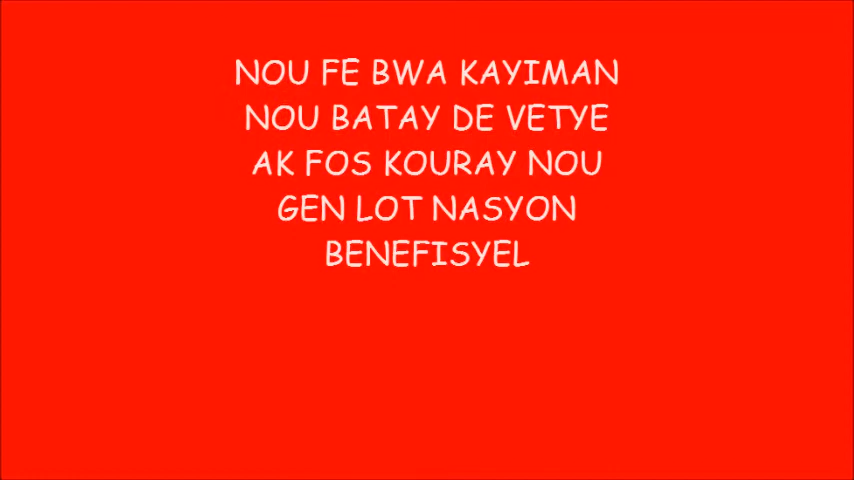 NOU FE BWA KAYIMAN
NOU BATAY DE VETYE
AK FOS KOURAY NOU
GEN LOT NASYON
BENEFISYEL